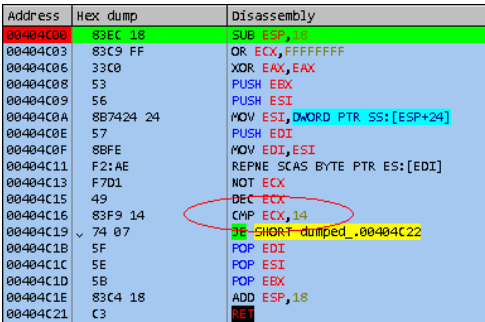 Address Hex dump Disassembly
00404C00 83EC 18 SUB ESP,18
00404C03 83C9 FF OR ECX,FFFFFFFF
00404C06 33C0 XOR EAX,EAX
00404C08 53 PUSH EBX
00404C09 56 PUSH ESI
00404C0A 8B7424 24 MOV ESI,DWORD PTR SS:[ESP+24]
00404C0E 57 PUSH EDI
00404C0F 8BFE MOV EDI,ESI
00404C11 F2:AE REPNE SCAS BYTE PTR ES:[EDI]
00404C13 F7D1 NOT ECX
00404C15 49 DEC ECX
00404C16 83F9 14 CMP ECX,14
00404C19 74 07 JE SHORT dumped_.00404C22
00404C1B 5F POP EDI
00404C1C 5E POP ESI
00404C1D 5B POP EBX
00404C1E 83C4 18 ADD ESP,18
00404C21 C3 RET